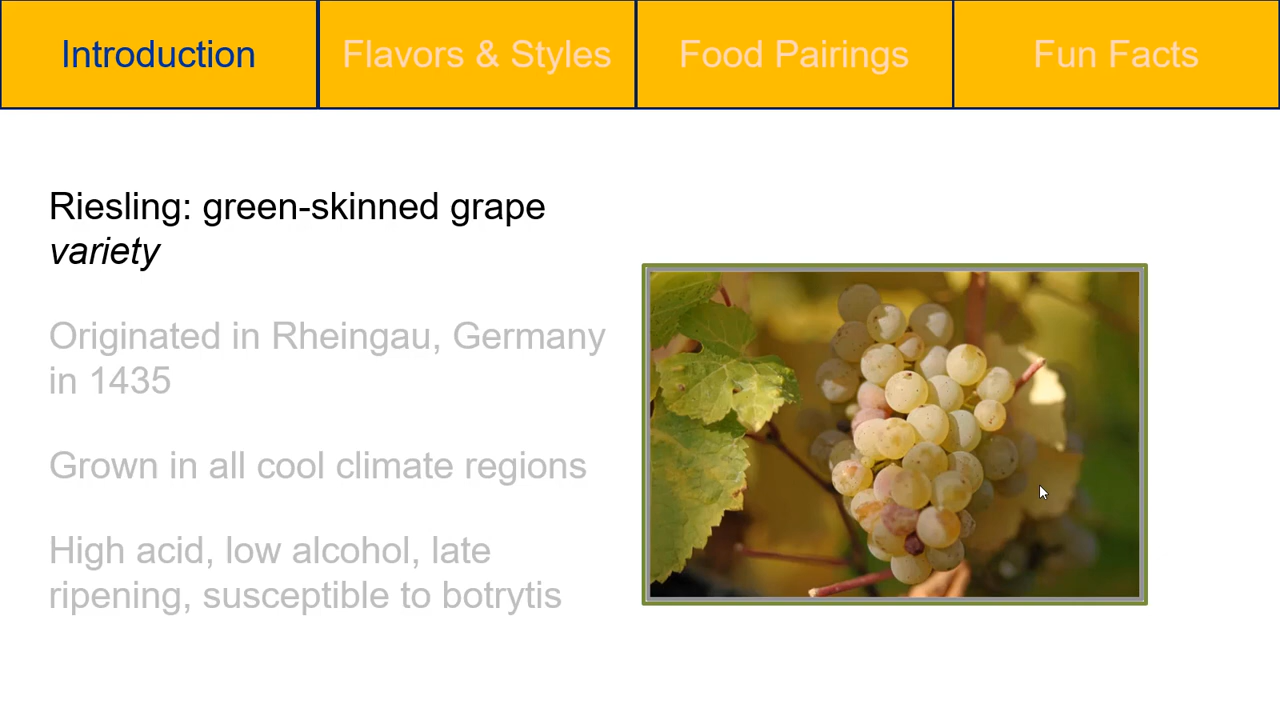 Introduction
Flavors & Styles
Food Pairings
Fun Facts
Riesling: green-skinned grape
variety
Originated in Rheingau, Germany
in 1435
Grown in all cool climate regions
High acid, low alcohol, late
ripening, susceptible to botrytis